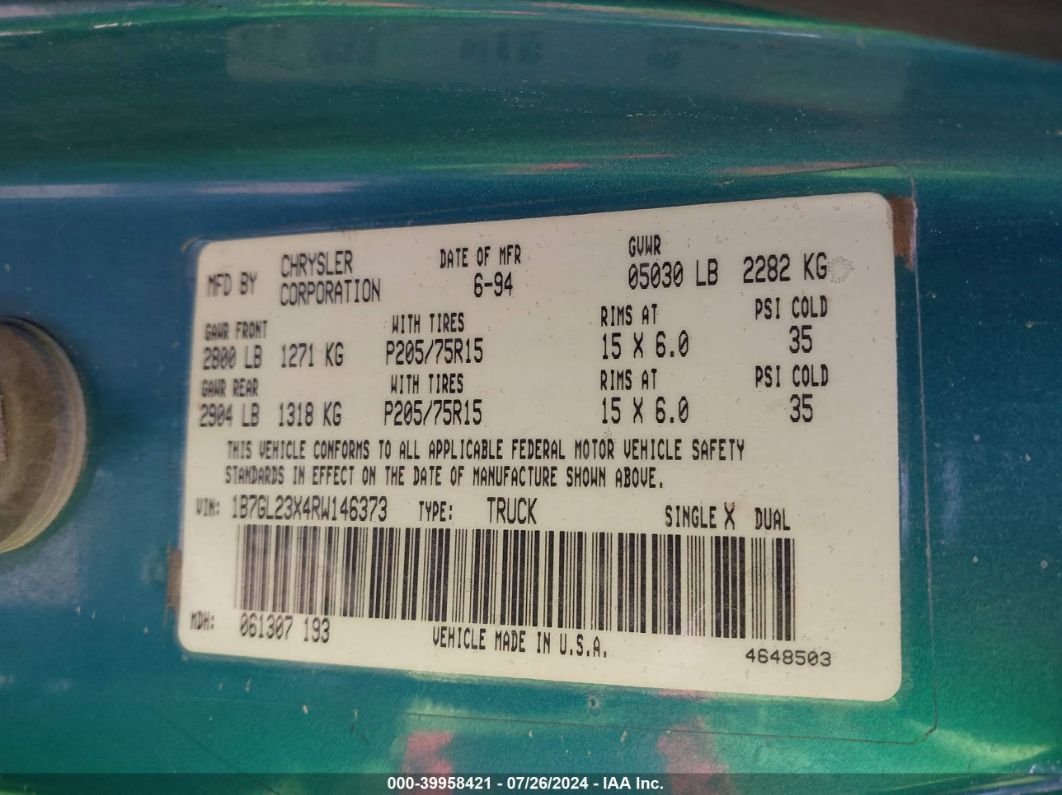 MFD BY CHRYSLER CORPORATION DATE OF MFR 6-94 GVWR 05030 LB 2282 KG
GAWR FRONT WITH TIRES RIMS AT PSI COLD
2800 LB 1271 KG P205/75R15 15 X 6.0 35
GAWR REAR WITH TIRES RIMS AT PSI COLD
2904 LB 1318 KG P205/75R15 15 X 6.0 35
THIS VEHICLE CONFORMS TO ALL APPLICABLE FEDERAL MOTOR VEHICLE SAFETY
STANDARDS IN EFFECT ON THE DATE OF MANUFACTURE SHOWN ABOVE.
VIN: 1B7GL23X4RW146373 TYPE: TRUCK SINGLE X DUAL
MDH: 061307 193 VEHICLE MADE IN U.S.A. 4648503
000-39958421 - 07/26/2024 - IAA Inc.